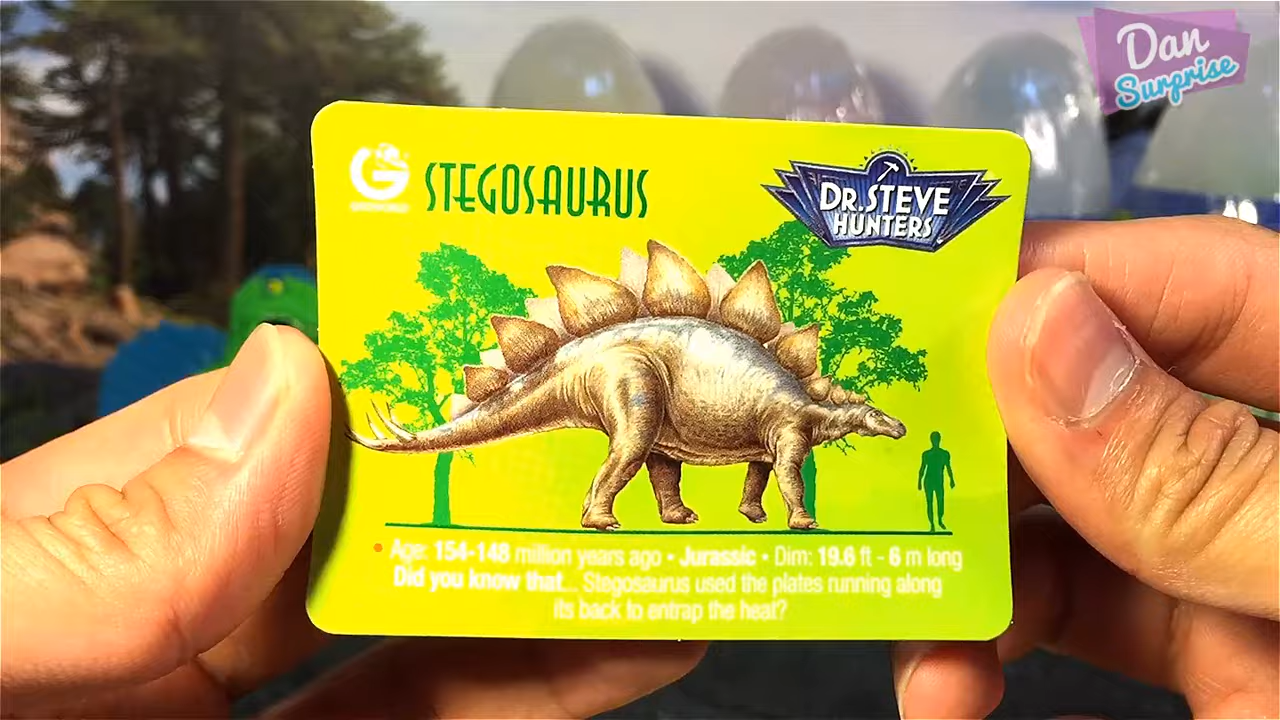 Dan
Surprise
STEGOSAURUS
DR. STEVE
HUNTERS
Age: 154-148 million years ago • Jurassic • Dim: 19.6 ft - 6 m long
Did you know that... Stegosaurus used the plates running along
its back to entrap the heat?